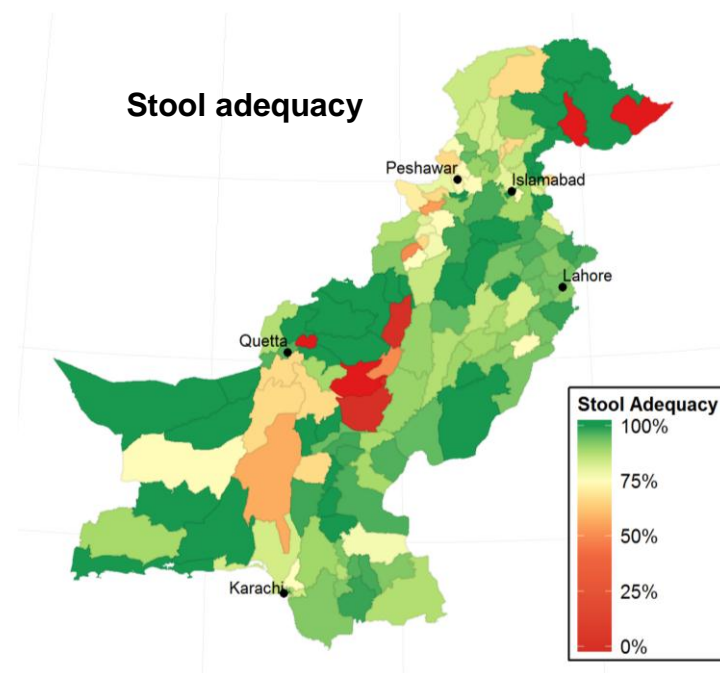 Stool adequacy
Peshawar
Islamabad
Lahore
Quetta
Karachi
Stool Adequacy
100%
75%
50%
25%
0%